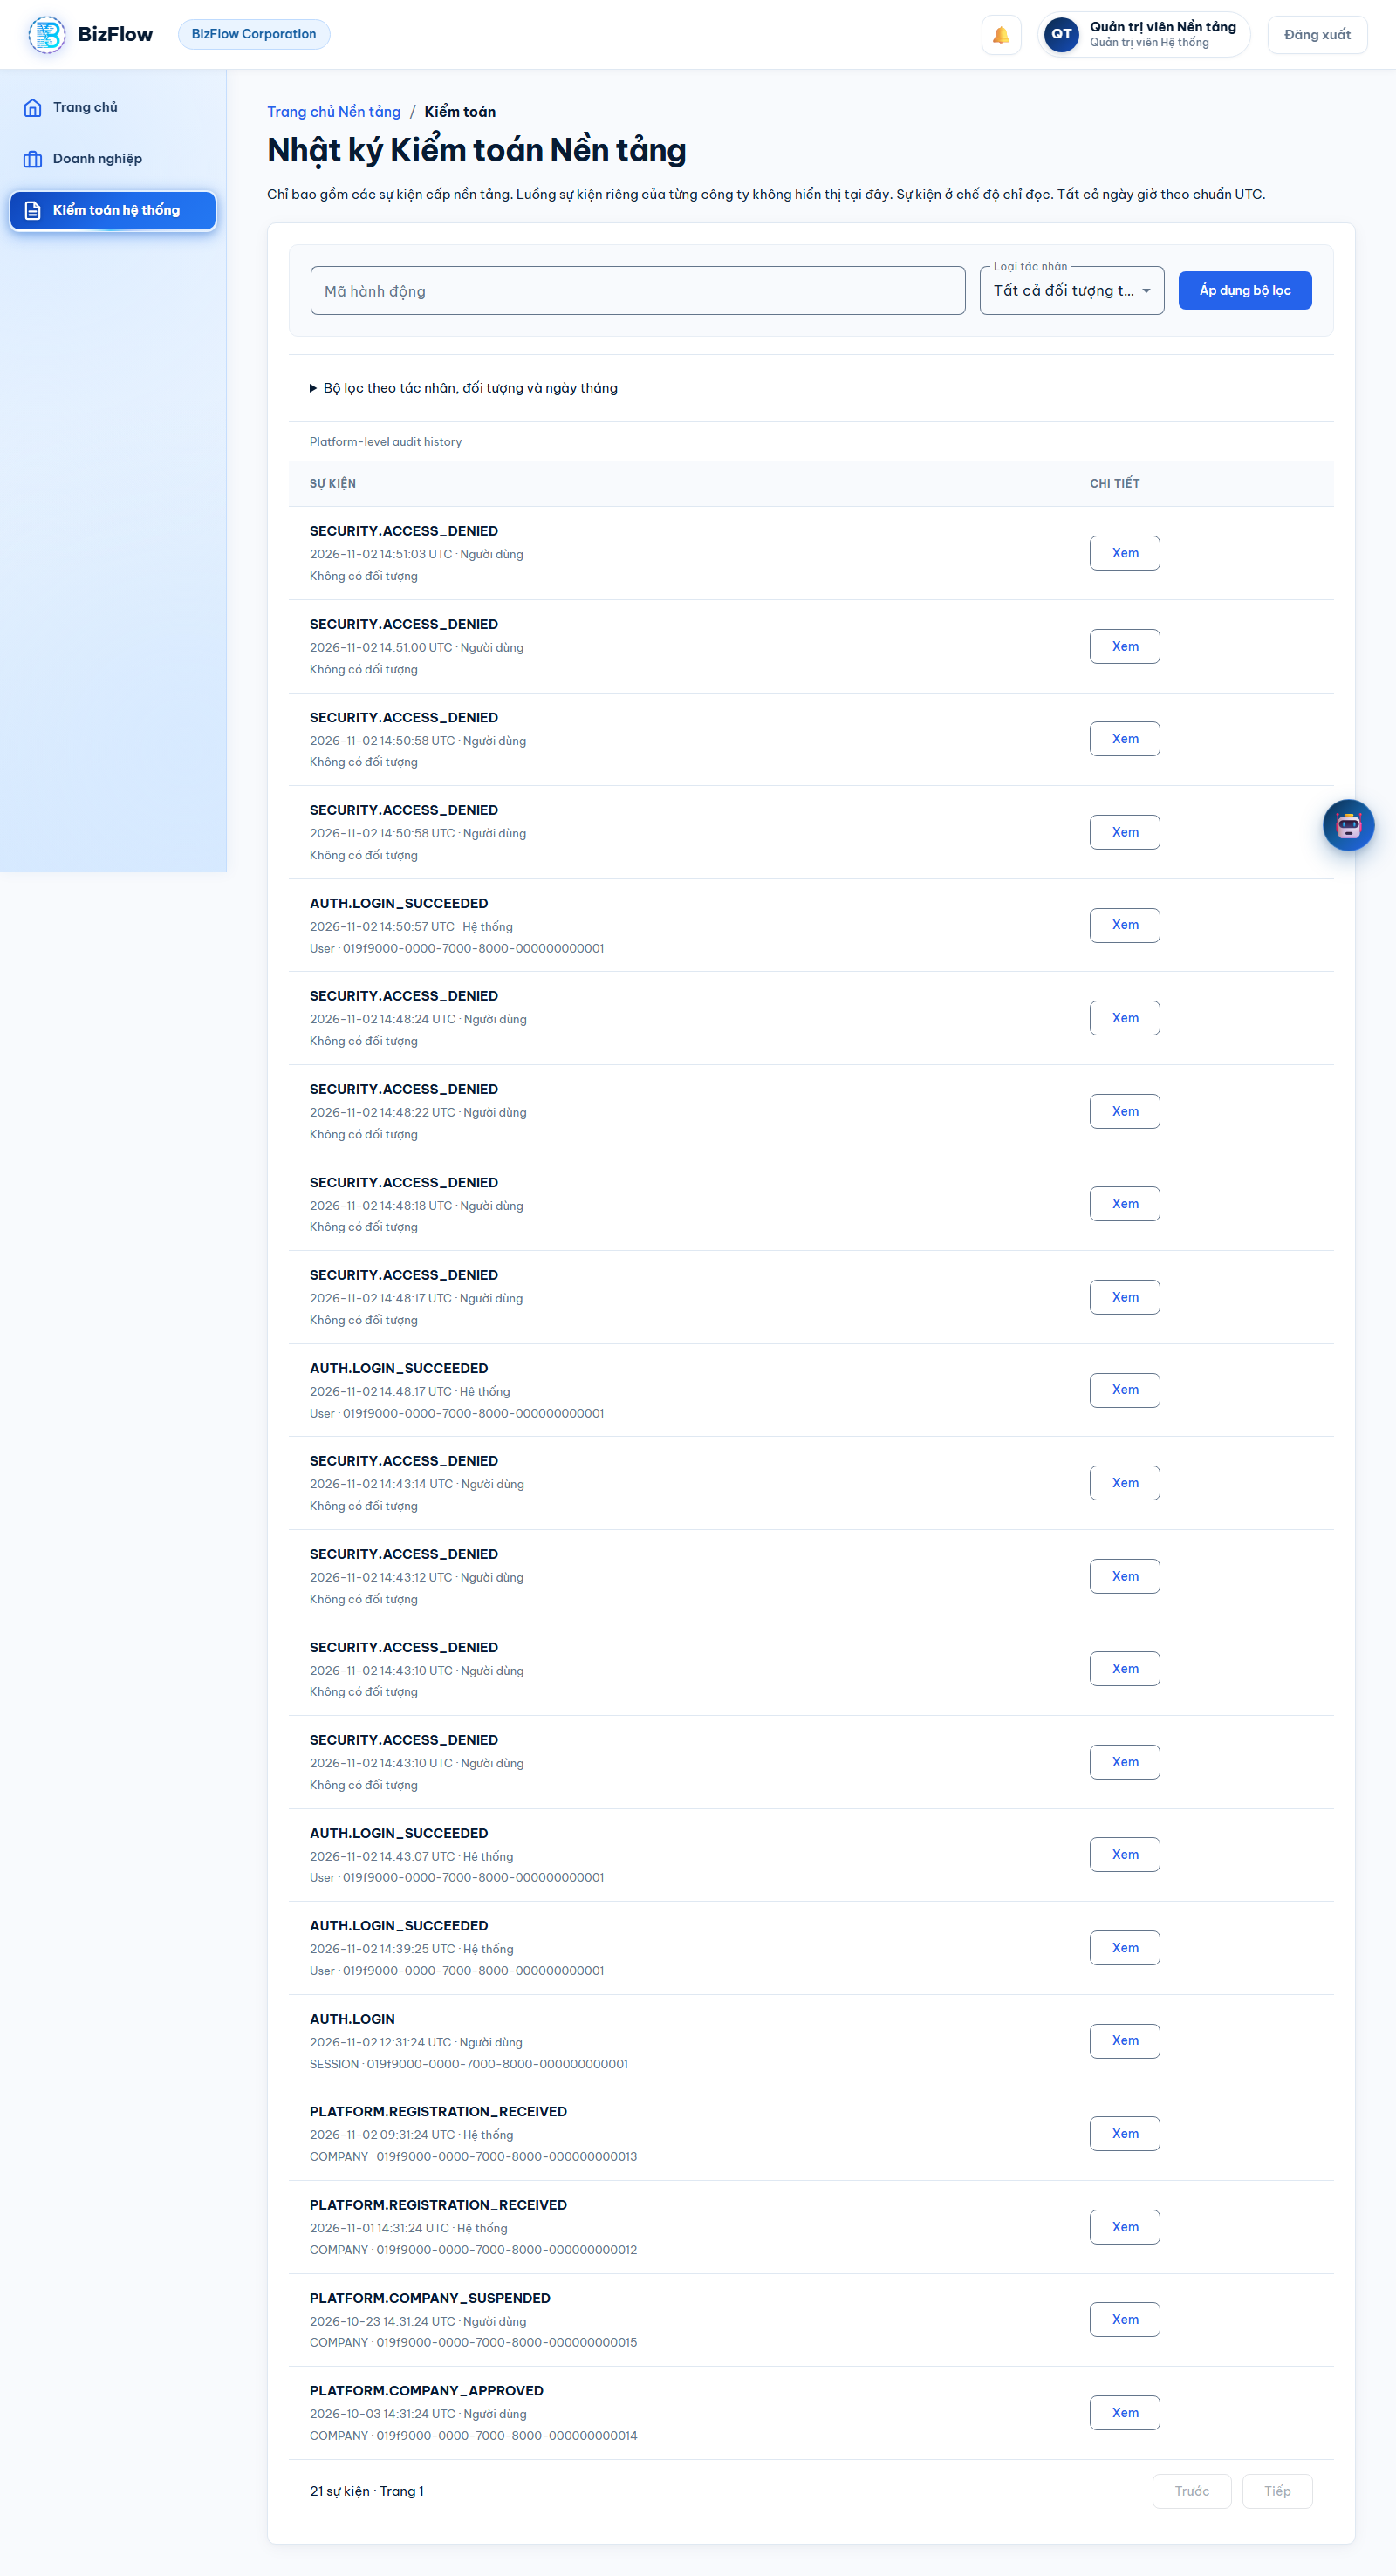 BizFlow
BizFlow Corporation
QT
Quản trị viên Nền tảng
Quản trị viên Hệ thống
Đăng xuất
Trang chủ
Doanh nghiệp
Kiểm toán hệ thống
Trang chủ Nền tảng / Kiểm toán
Nhật ký Kiểm toán Nền tảng
Chỉ bao gồm các sự kiện cấp nền tảng. Luồng sự kiện riêng của từng công ty không hiển thị tại đây. Sự kiện ở chế độ chỉ đọc. Tất cả ngày giờ theo chuẩn UTC.
Mã hành động
Loại tác nhân
Tất cả đối tượng t...
Áp dụng bộ lọc
Bộ lọc theo tác nhân, đối tượng và ngày tháng
Platform-level audit history
SỰ KIỆN
CHI TIẾT
SECURITY.ACCESS_DENIED
2026-11-02 14:51:03 UTC · Người dùng
Không có đối tượng
Xem
SECURITY.ACCESS_DENIED
2026-11-02 14:51:00 UTC · Người dùng
Không có đối tượng
Xem
SECURITY.ACCESS_DENIED
2026-11-02 14:50:58 UTC · Người dùng
Không có đối tượng
Xem
SECURITY.ACCESS_DENIED
2026-11-02 14:50:58 UTC · Người dùng
Không có đối tượng
Xem
AUTH.LOGIN_SUCCEEDED
2026-11-02 14:50:57 UTC · Hệ thống
User · 019f9000-0000-7000-8000-000000000001
Xem
SECURITY.ACCESS_DENIED
2026-11-02 14:48:24 UTC · Người dùng
Không có đối tượng
Xem
SECURITY.ACCESS_DENIED
2026-11-02 14:48:22 UTC · Người dùng
Không có đối tượng
Xem
SECURITY.ACCESS_DENIED
2026-11-02 14:48:18 UTC · Người dùng
Không có đối tượng
Xem
SECURITY.ACCESS_DENIED
2026-11-02 14:48:17 UTC · Người dùng
Không có đối tượng
Xem
AUTH.LOGIN_SUCCEEDED
2026-11-02 14:48:17 UTC · Hệ thống
User · 019f9000-0000-7000-8000-000000000001
Xem
SECURITY.ACCESS_DENIED
2026-11-02 14:43:14 UTC · Người dùng
Không có đối tượng
Xem
SECURITY.ACCESS_DENIED
2026-11-02 14:43:12 UTC · Người dùng
Không có đối tượng
Xem
SECURITY.ACCESS_DENIED
2026-11-02 14:43:10 UTC · Người dùng
Không có đối tượng
Xem
SECURITY.ACCESS_DENIED
2026-11-02 14:43:10 UTC · Người dùng
Không có đối tượng
Xem
AUTH.LOGIN_SUCCEEDED
2026-11-02 14:43:07 UTC · Hệ thống
User · 019f9000-0000-7000-8000-000000000001
Xem
AUTH.LOGIN_SUCCEEDED
2026-11-02 14:39:25 UTC · Hệ thống
User · 019f9000-0000-7000-8000-000000000001
Xem
AUTH.LOGIN
2026-11-02 12:31:24 UTC · Người dùng
SESSION · 019f9000-0000-7000-8000-000000000001
Xem
PLATFORM.REGISTRATION_RECEIVED
2026-11-02 09:31:24 UTC · Hệ thống
COMPANY · 019f9000-0000-7000-8000-000000000013
Xem
PLATFORM.REGISTRATION_RECEIVED
2026-11-01 14:31:24 UTC · Hệ thống
COMPANY · 019f9000-0000-7000-8000-000000000012
Xem
PLATFORM.COMPANY_SUSPENDED
2026-10-23 14:31:24 UTC · Người dùng
COMPANY · 019f9000-0000-7000-8000-000000000015
Xem
PLATFORM.COMPANY_APPROVED
2026-10-03 14:31:24 UTC · Người dùng
COMPANY · 019f9000-0000-7000-8000-000000000014
Xem
21 sự kiện · Trang 1
Trước
Tiếp